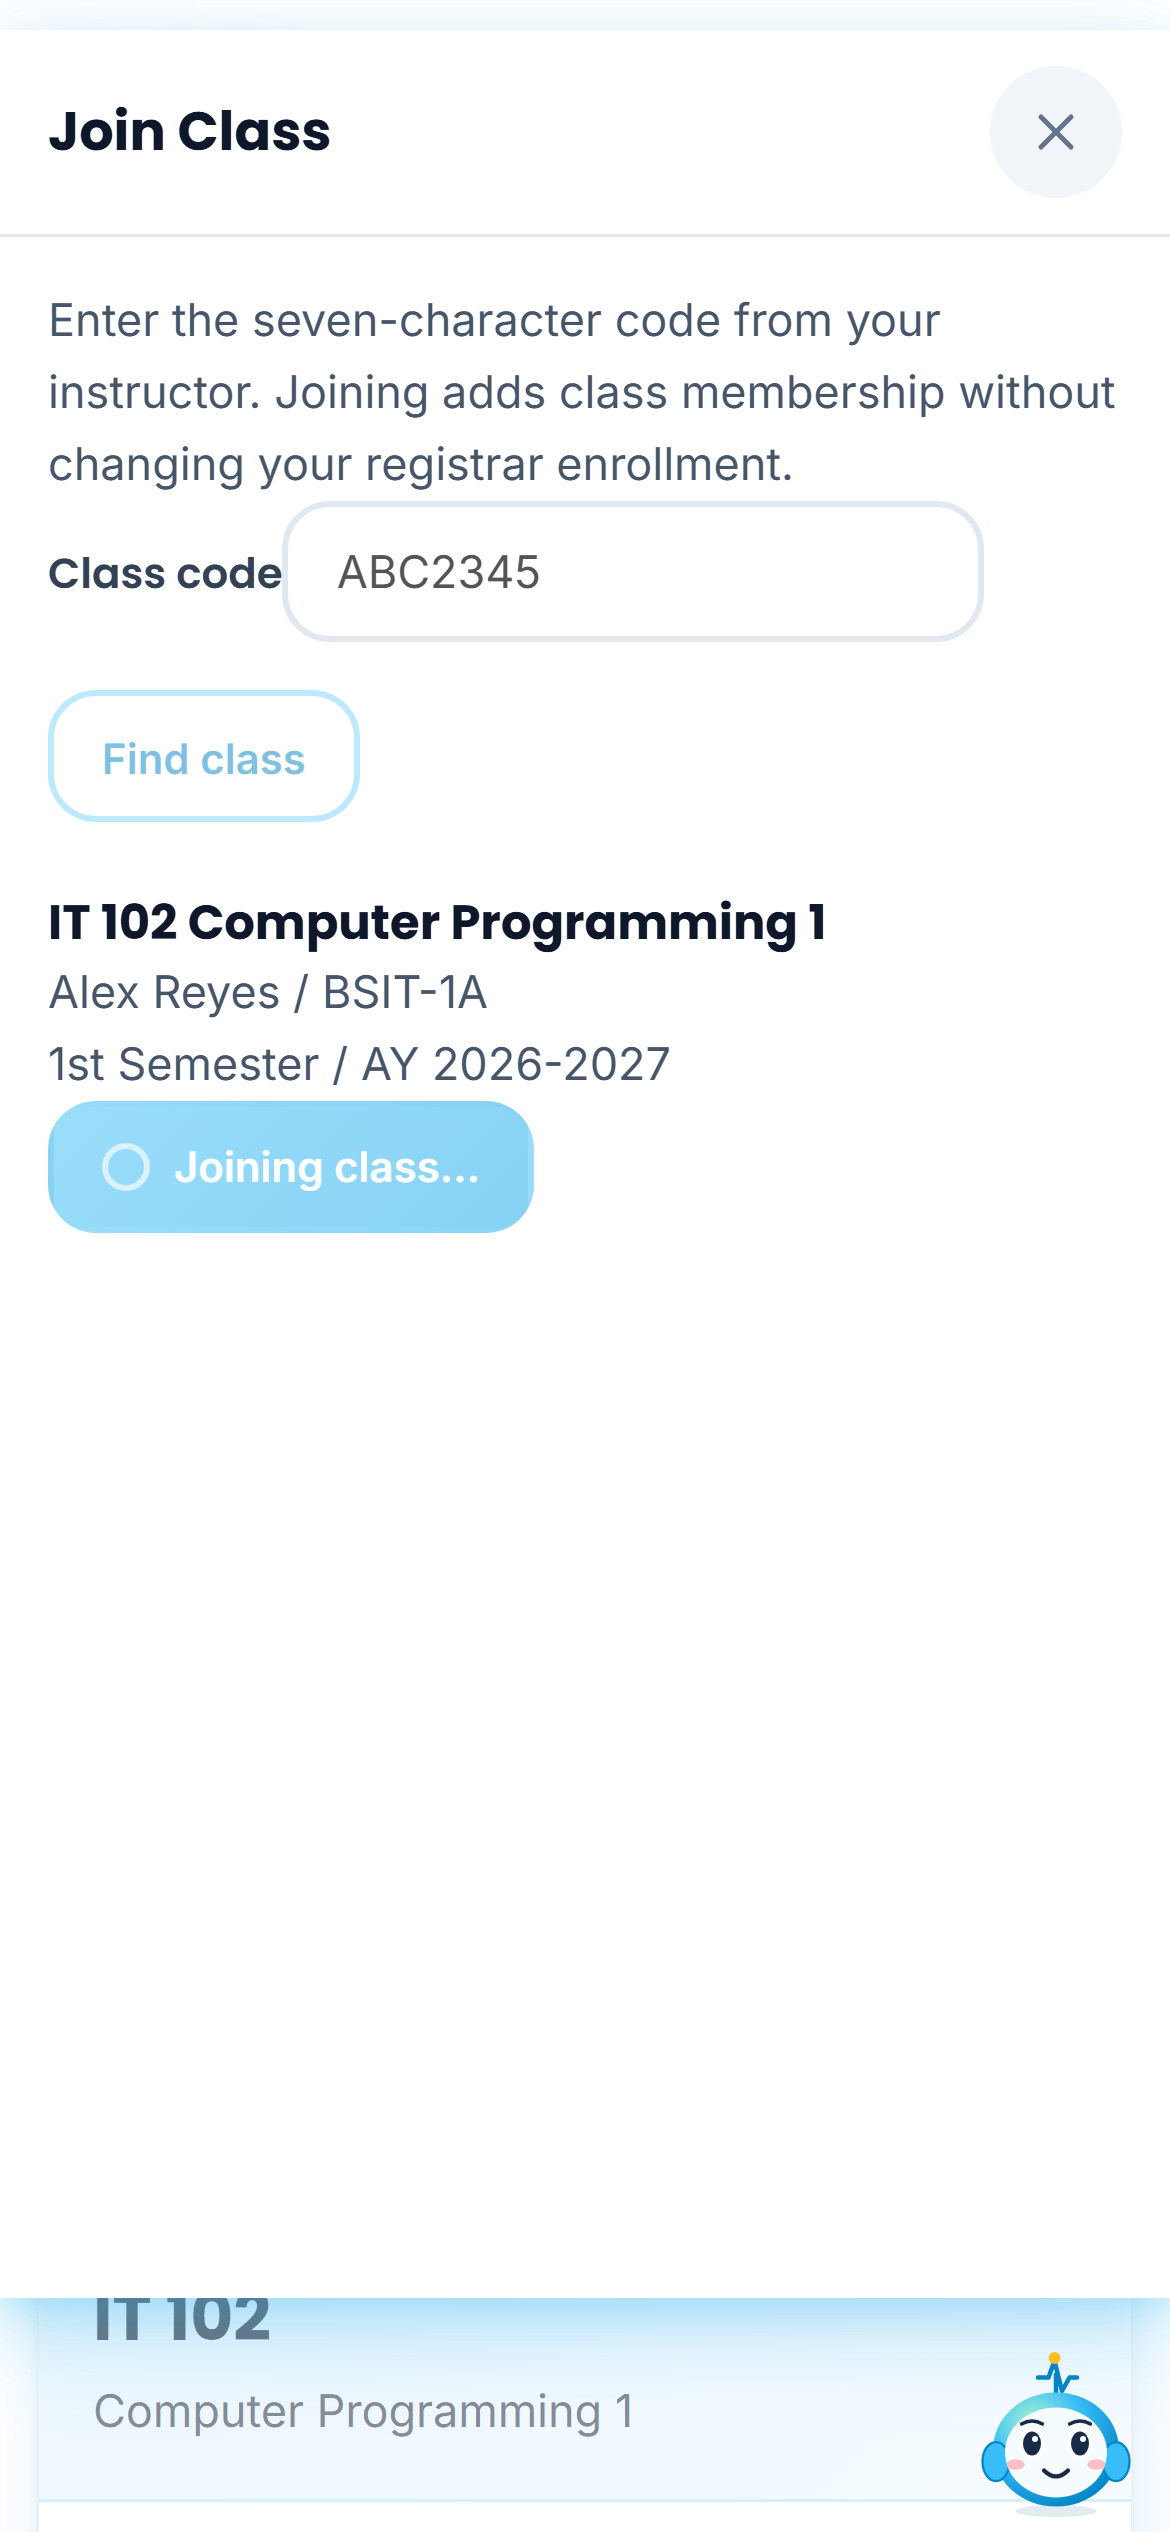 Join Class
Enter the seven-character code from your
instructor. Joining adds class membership without
changing your registrar enrollment.
Class code
ABC2345
Find class
IT 102 Computer Programming 1
Alex Reyes / BSIT-1A
1st Semester / AY 2026-2027
Joining class...
IT 102
Computer Programming 1